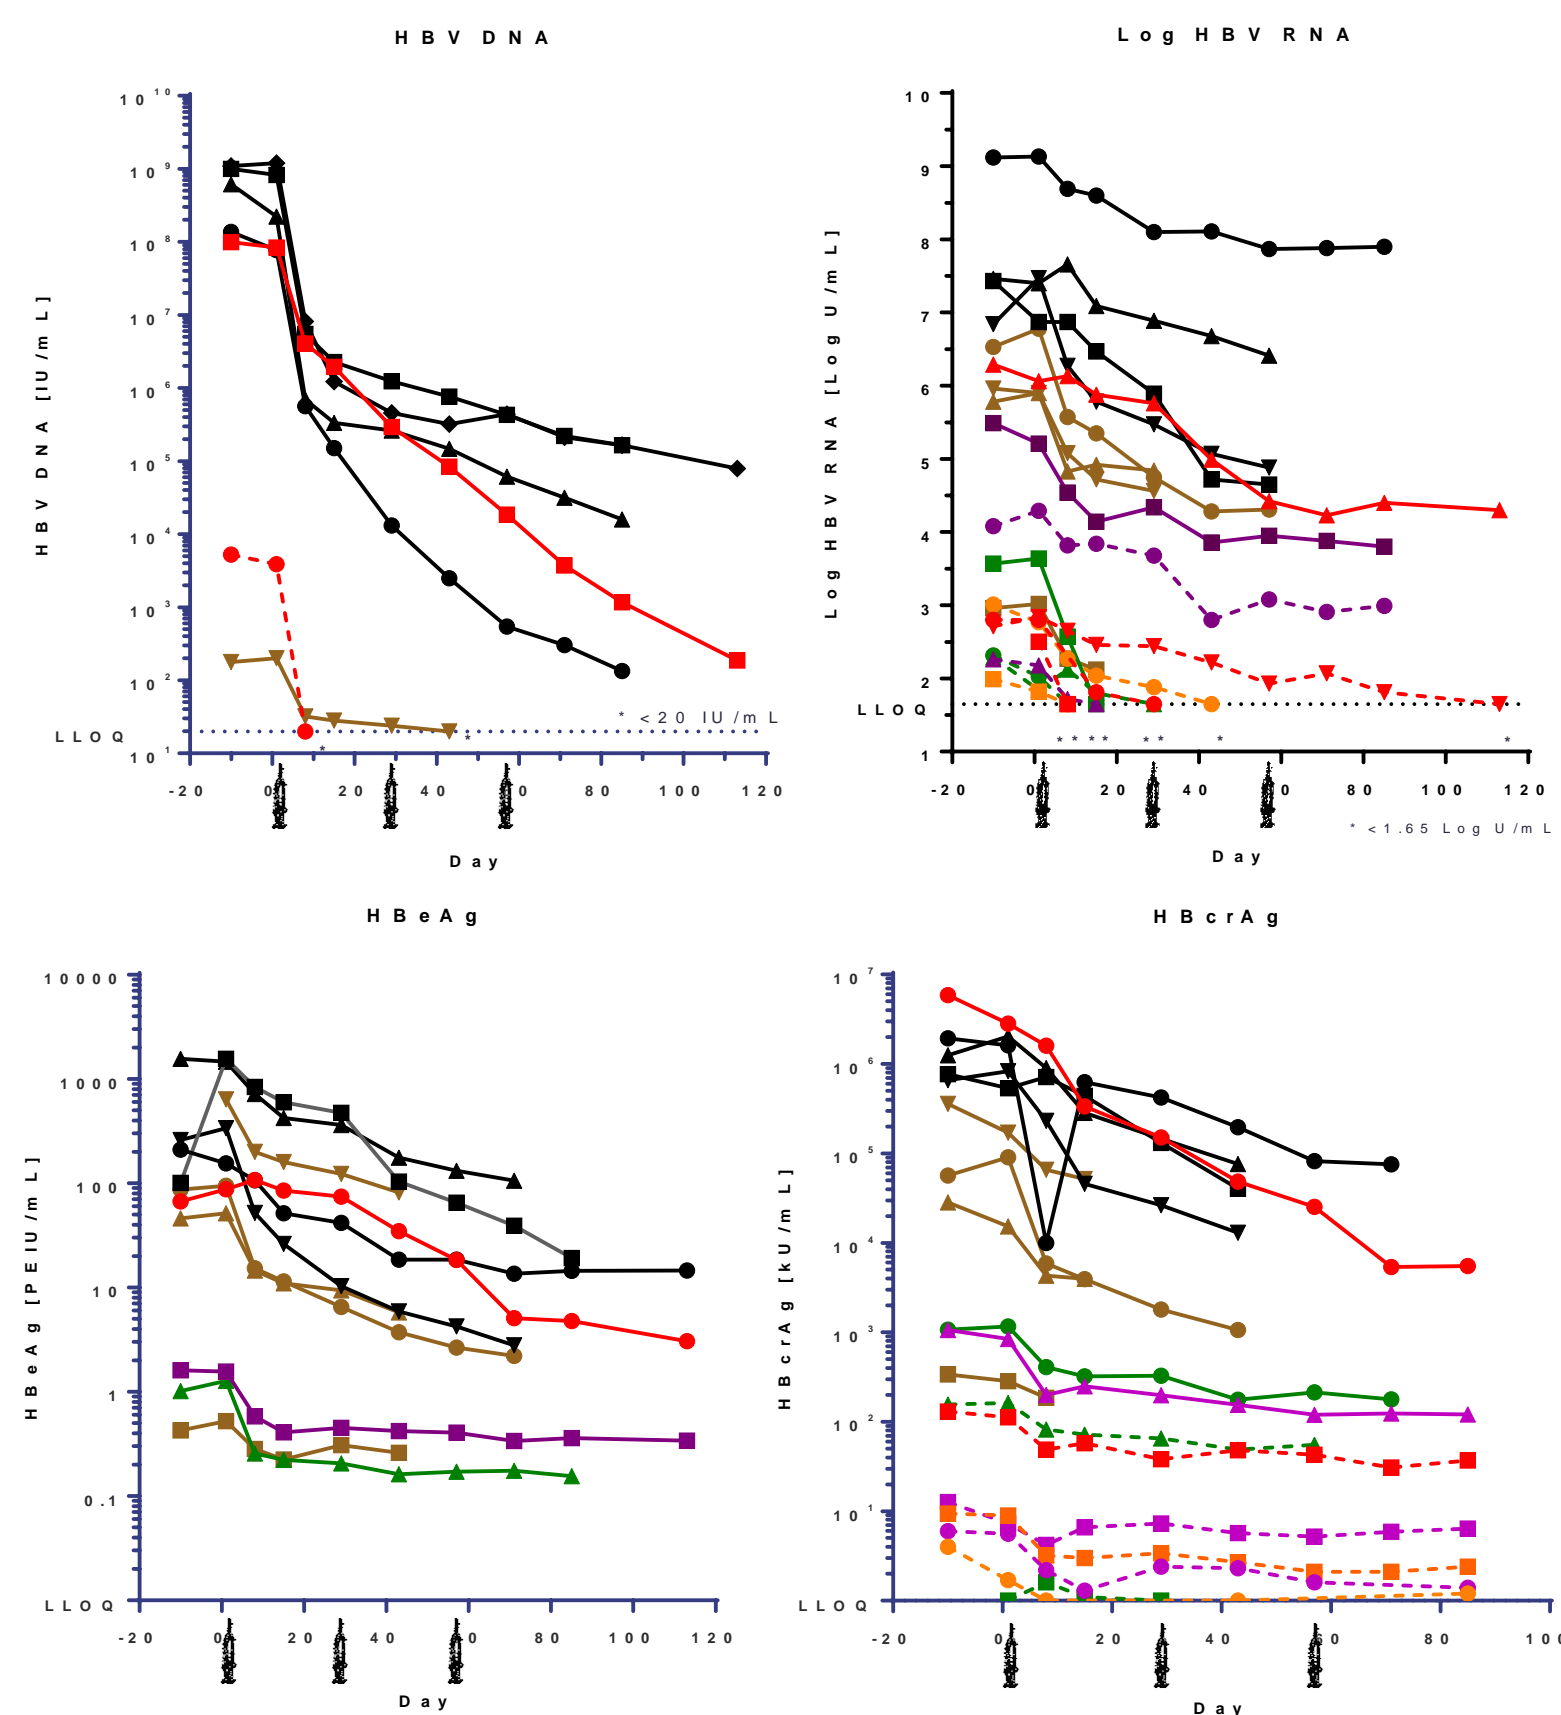 HBV DNA
HBV DNA [IU/mL]
10^10
10^9
10^8
10^7
10^6
10^5
10^4
10^3
10^2
LLOQ
10^1
* <20 IU/mL
*
*
-20 0 20 40 0 80 100 120
Day
Log HBV RNA
Log HBV RNA [Log U/mL]
10
9
8
7
6
5
4
3
2
LLOQ
1
* * * * * * * *
-20 0 20 40 80 100 120
* <1.65 Log U/mL
Day
HBeAg
HBeAg [PEIU/mL]
10000
1000
100
10
1
0.1
LLOQ
-20 0 20 40 80 100 120
Day
HBcrAg
HBcrAg [kU/mL]
10^7
10^6
10^5
10^4
10^3
10^2
10^1
LLOQ
-20 0 20 40 60 80 100
Day